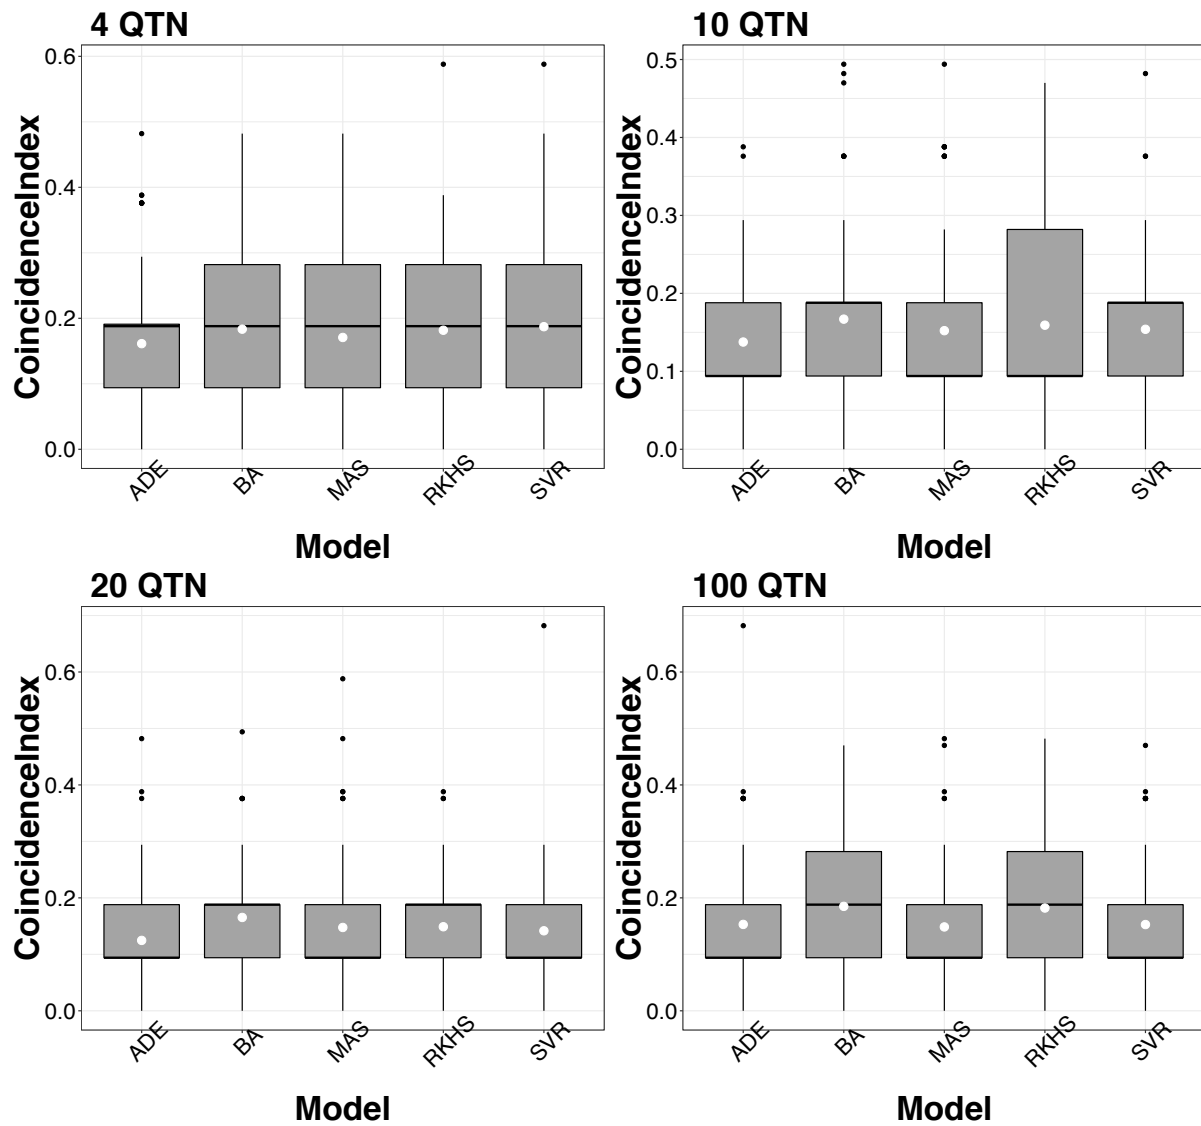 4 QTN
CoincidenceIndex
0.6
0.4
0.2
0.0
ADE BA MAS RKHS SVR
Model
10 QTN
CoincidenceIndex
0.5
0.4
0.3
0.2
0.1
0.0
ADE BA MAS RKHS SVR
Model
20 QTN
CoincidenceIndex
0.6
0.4
0.2
0.0
ADE BA MAS RKHS SVR
Model
100 QTN
CoincidenceIndex
0.6
0.4
0.2
0.0
ADE BA MAS RKHS SVR
Model